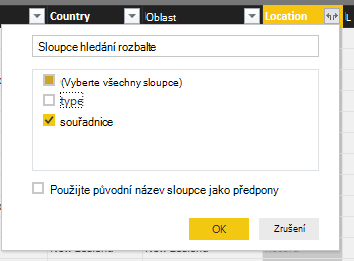 Country Oblast Location L
Sloupce hledání rozbalte
(Vyberte všechny sloupce)
type
souřadnice
Použijte původní název sloupce jako předpony
OK Zrušení